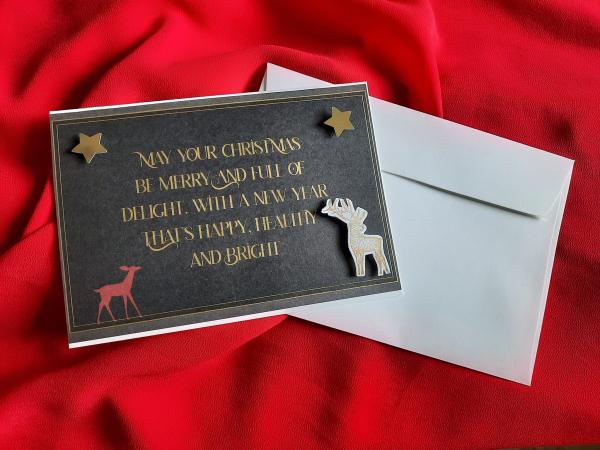 MAY YOUR CHRISTMAS
BE MERRY AND FULL OF
DELIGHT, WITH A NEW YEAR
THAT'S HAPPY, HEALTHY
AND BRIGHT